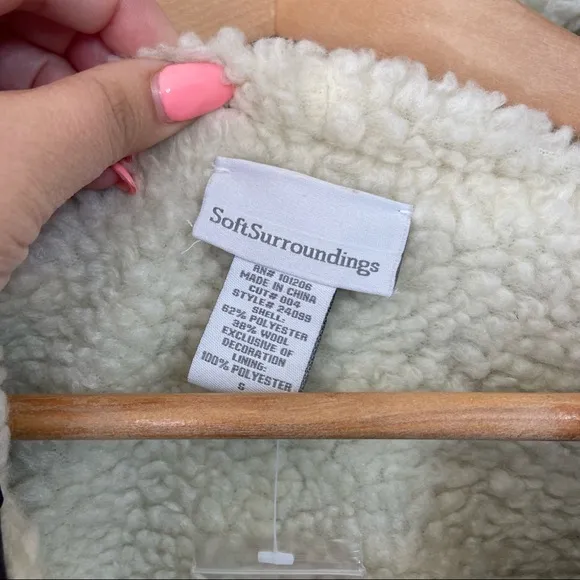 SoftSurroundings
RN# 101206
MADE IN CHINA
CUT# 004
STYLE# 24099
SHELL:
62% POLYESTER
38% WOOL
EXCLUSIVE OF
DECORATION
LINING:
100% POLYESTER
S